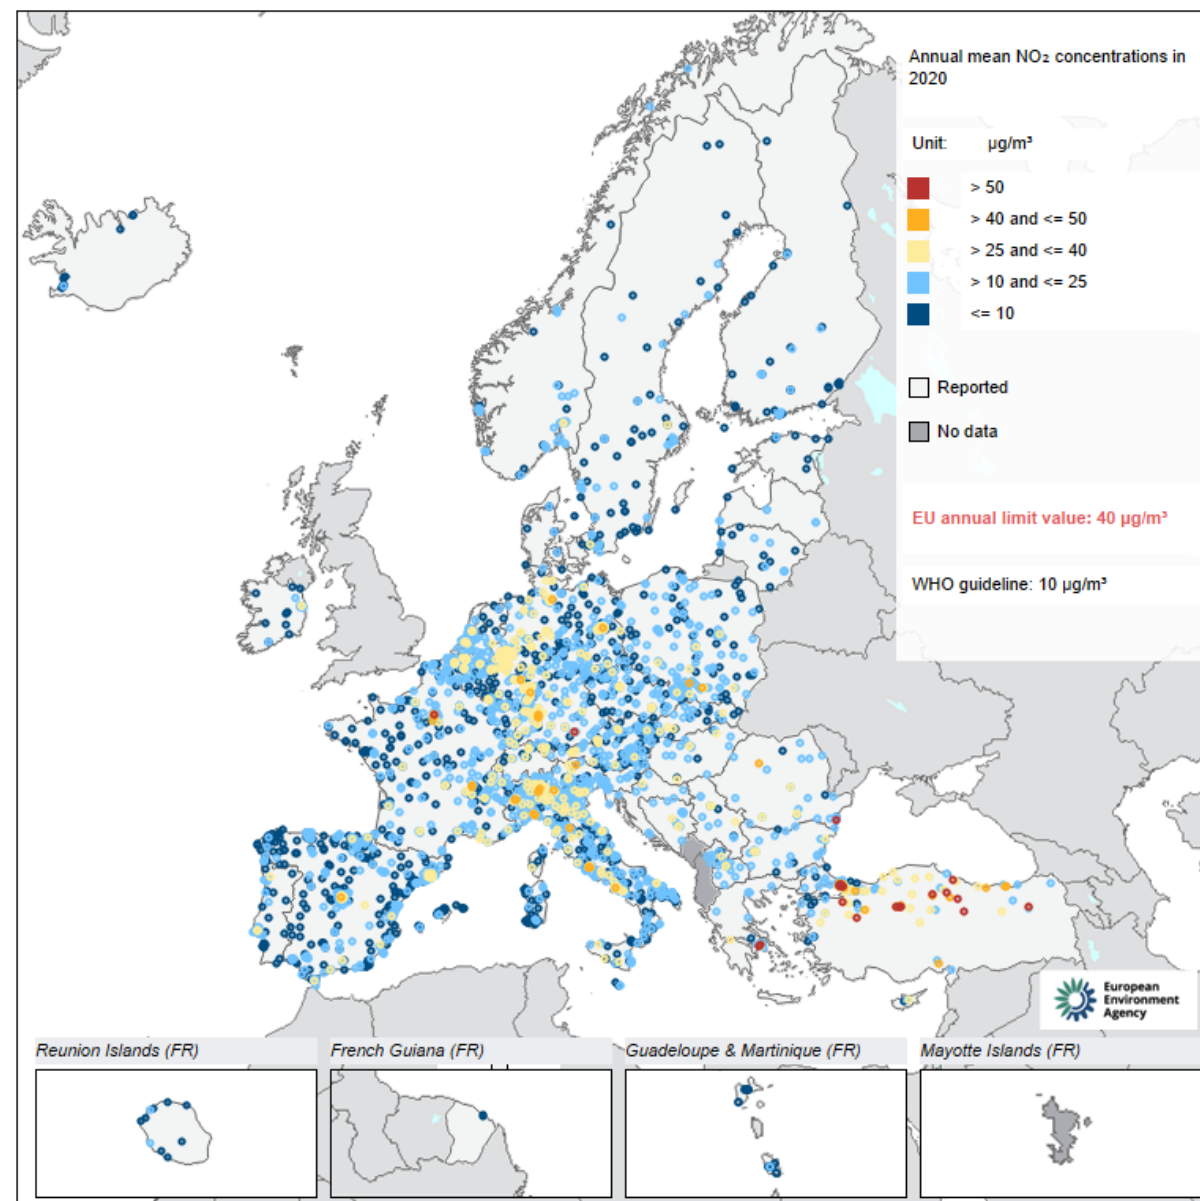 Annual mean NO₂ concentrations in
2020
Unit: µg/m³
> 50
> 40 and <= 50
> 25 and <= 40
> 10 and <= 25
<= 10
Reported
No data
EU annual limit value: 40 µg/m³
WHO guideline: 10 µg/m³
European
Environment
Agency
Reunion Islands (FR)
French Guiana (FR)
Guadeloupe & Martinique (FR)
Mayotte Islands (FR)